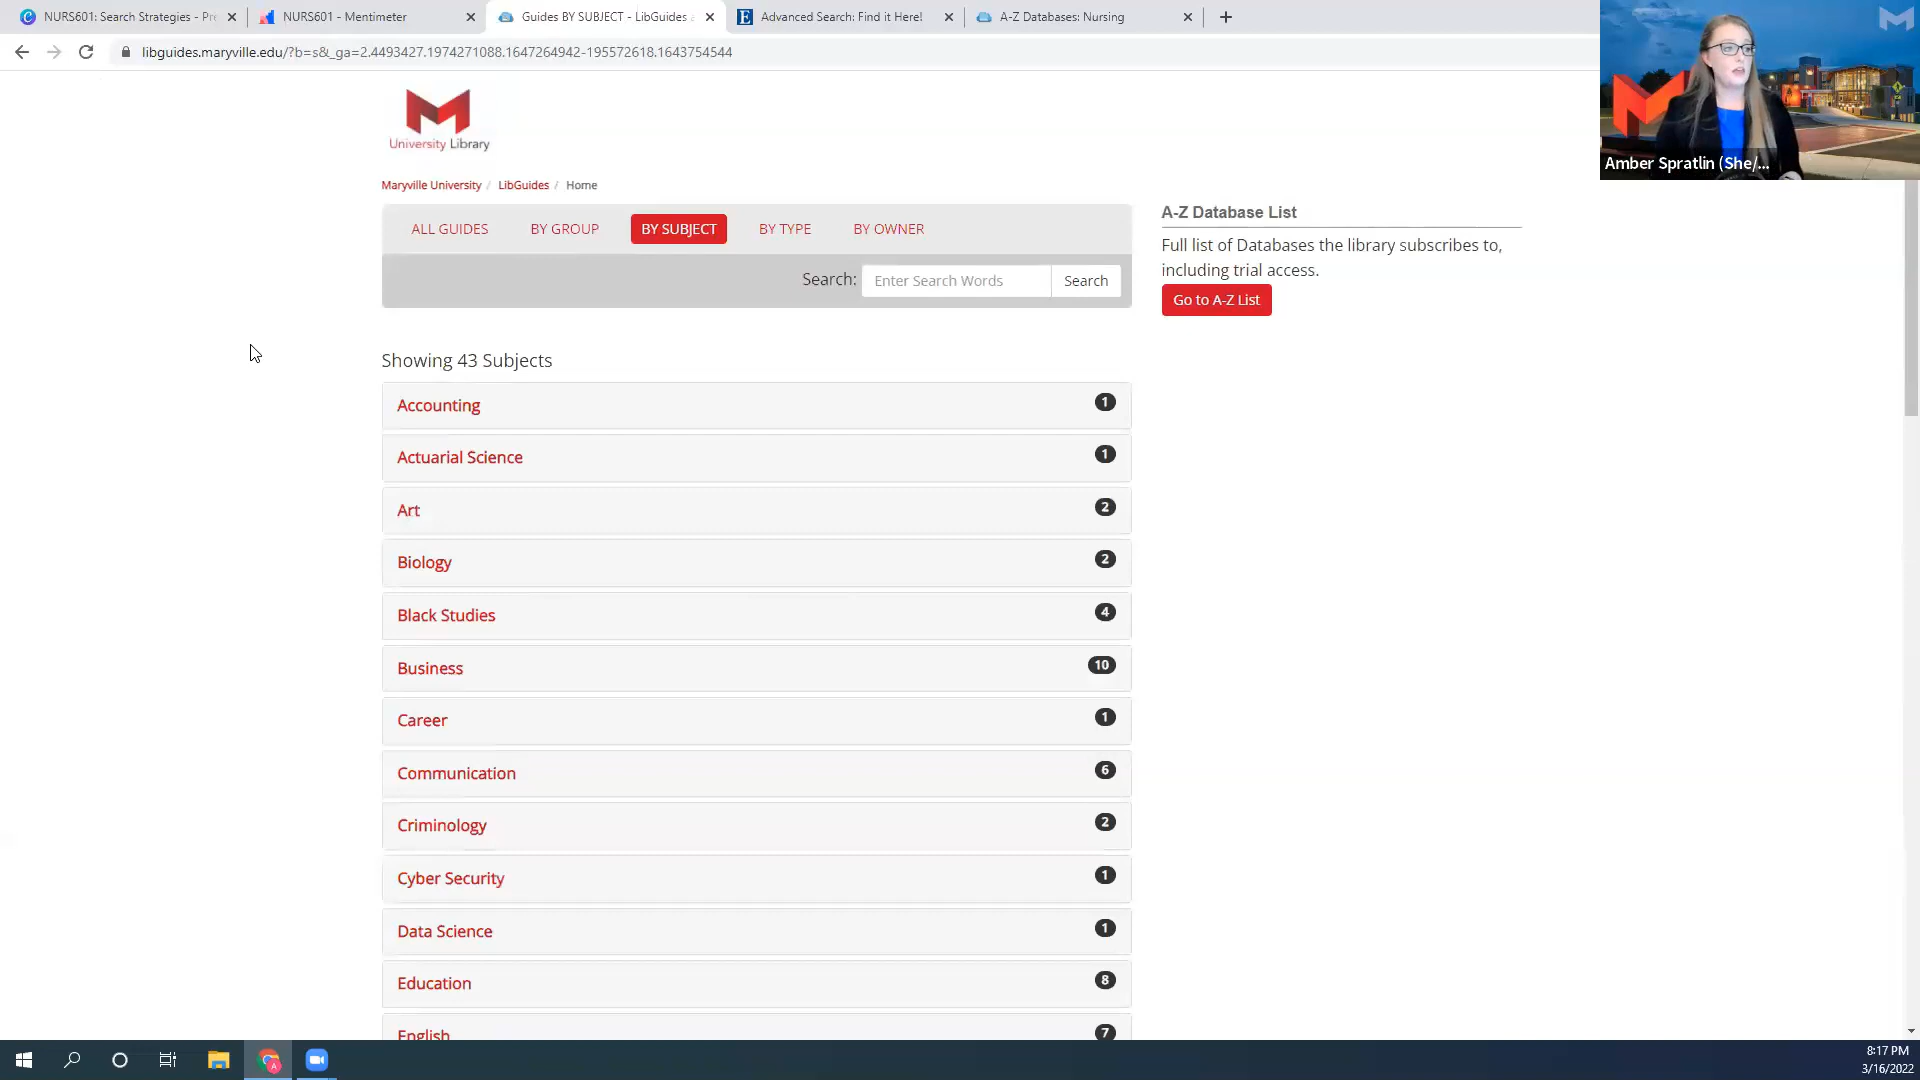 NURS601: Search Strategies - Pre
NURS601 - Mentimeter
Guides BY SUBJECT - LibGuides a
Advanced Search: Find it Here!
A-Z Databases: Nursing
libguides.maryville.edu/?b=s&_ga=2.4493427.1974271088.1647264942-195572618.1643754544
Amber Spratlin (She/...
University Library
Maryville University / LibGuides / Home
ALL GUIDES BY GROUP BY SUBJECT BY TYPE BY OWNER
Search: Enter Search Words Search
A-Z Database List
Full list of Databases the library subscribes to,
including trial access.
Go to A-Z List
Showing 43 Subjects
Accounting 1
Actuarial Science 1
Art 2
Biology 2
Black Studies 4
Business 10
Career 1
Communication 6
Criminology 2
Cyber Security 1
Data Science 1
Education 8
English 7
8:17 PM
3/16/2022